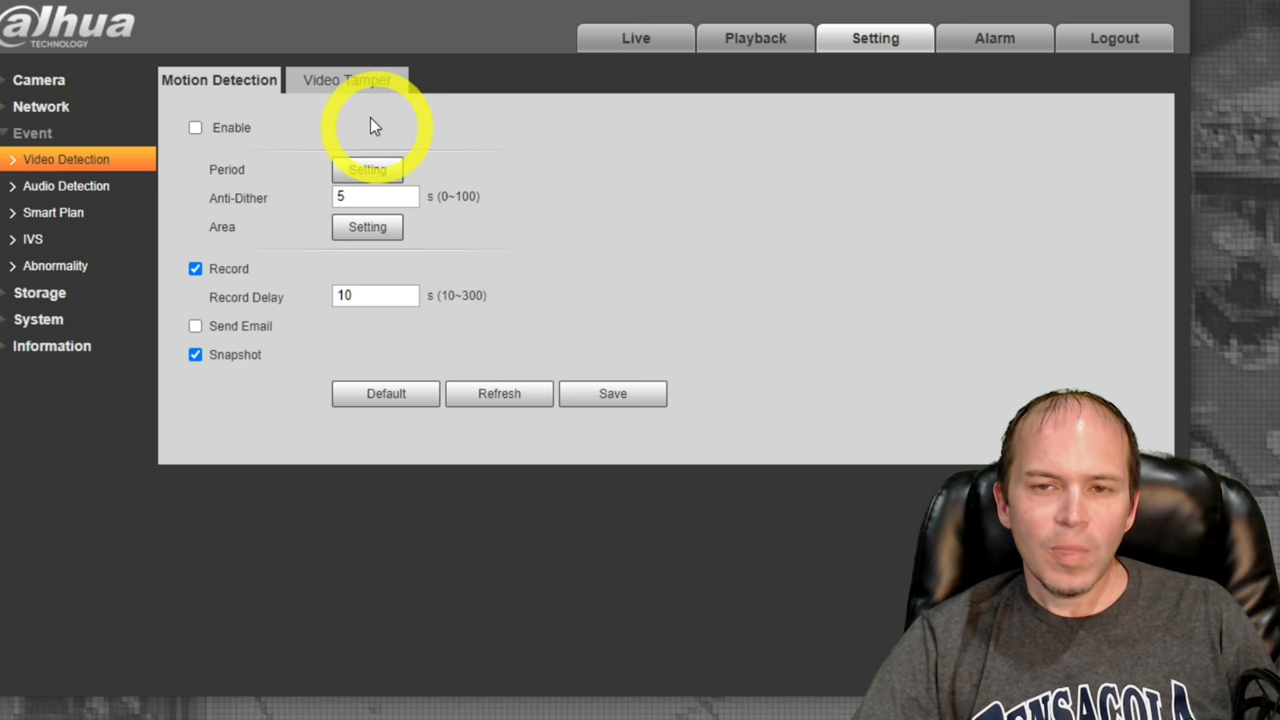 alhua
TECHNOLOGY
Live
Playback
Setting
Alarm
Logout
Camera
Network
Event
Video Detection
Audio Detection
Smart Plan
IVS
Abnormality
Storage
System
Information
Motion Detection
Video Tamper
Enable
Period Setting
Anti-Dither 5 s (0~100)
Area Setting
Record
Record Delay 10 s (10~300)
Send Email
Snapshot
Default Refresh Save
PENSACOLA